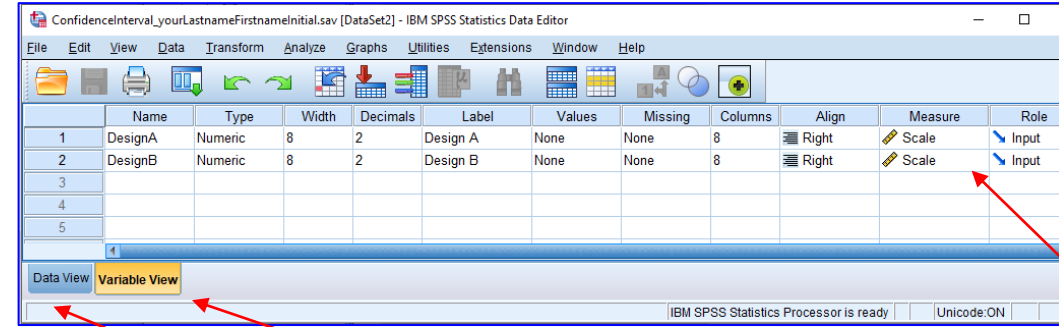 ConfidenceInterval_yourLastnameFirstnameInitial.sav [DataSet2] - IBM SPSS Statistics Data Editor
File Edit View Data Transform Analyze Graphs Utilities Extensions Window Help
Name Type Width Decimals Label Values Missing Columns Align Measure Role
1 DesignA Numeric 8 2 Design A None None 8 Right Scale Input
2 DesignB Numeric 8 2 Design B None None 8 Right Scale Input
3
4
5
Data View Variable View
IBM SPSS Statistics Processor is ready Unicode:ON